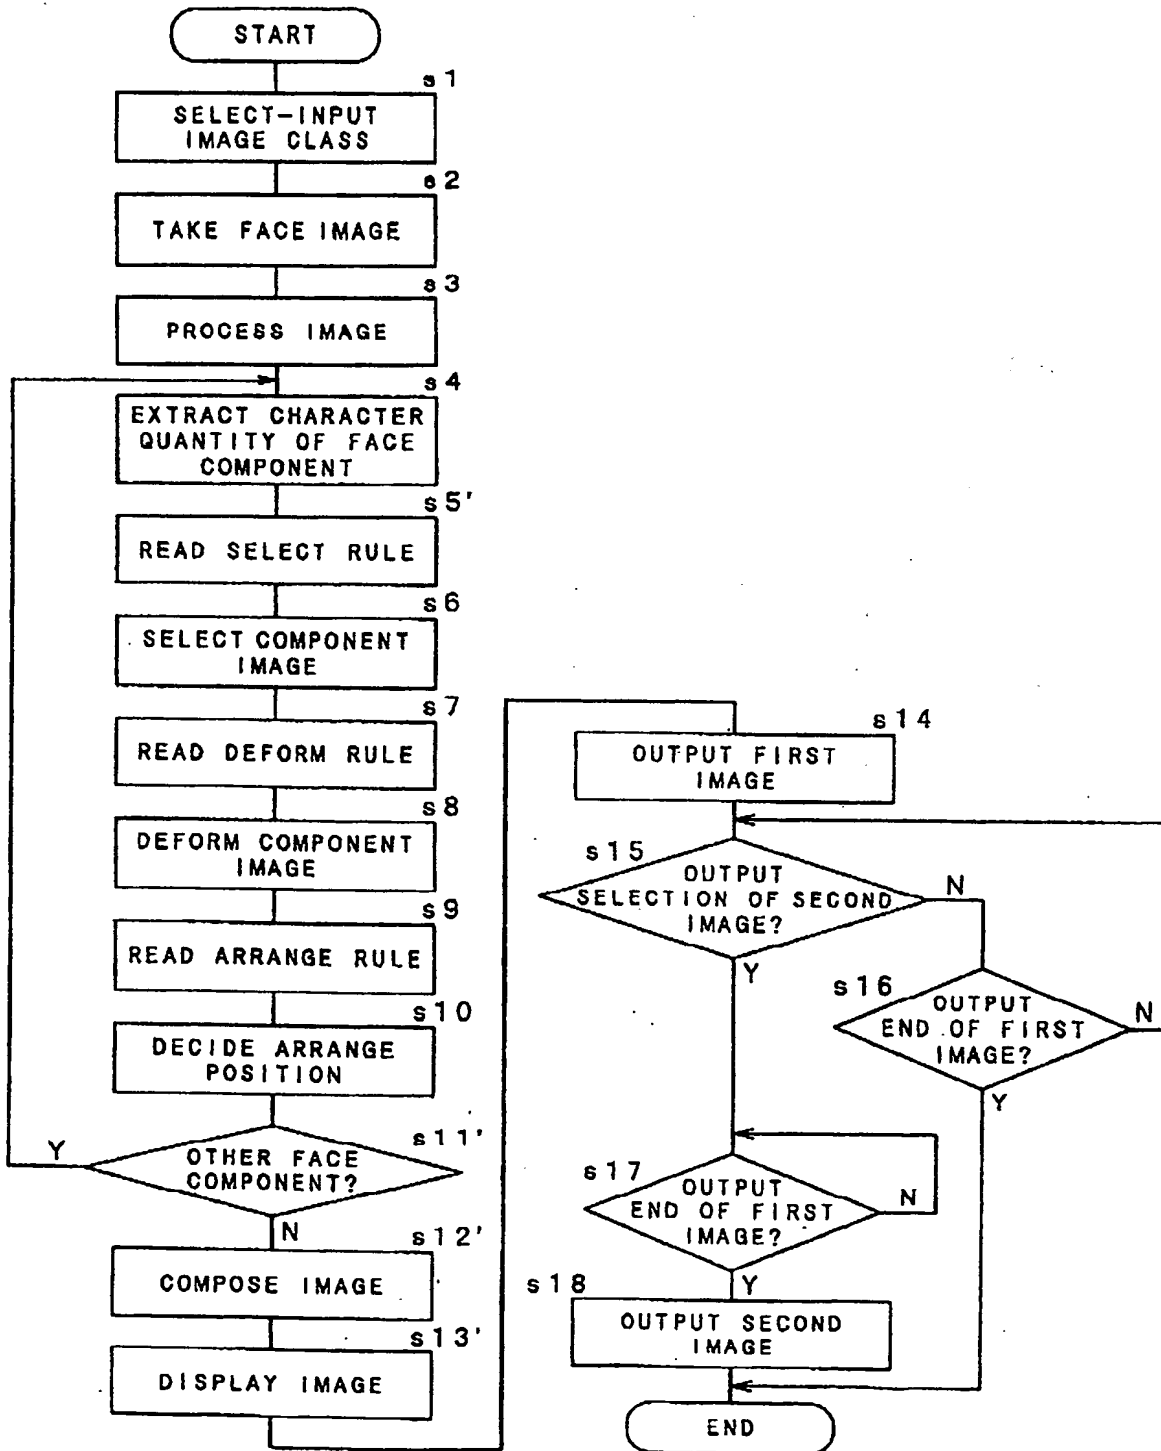 START
s1
SELECT-INPUT
IMAGE CLASS
s2
TAKE FACE IMAGE
s3
PROCESS IMAGE
s4
EXTRACT CHARACTER
QUANTITY OF FACE
COMPONENT
s5'
READ SELECT RULE
s6
SELECT COMPONENT
IMAGE
s7
READ DEFORM RULE
s8
DEFORM COMPONENT
IMAGE
s9
READ ARRANGE RULE
s10
DECIDE ARRANGE
POSITION
s11'
Y
OTHER FACE
COMPONENT?
N
s12'
COMPOSE IMAGE
s13'
DISPLAY IMAGE
s14
OUTPUT FIRST
IMAGE
s15
OUTPUT
SELECTION OF SECOND
IMAGE?
N
Y
s16
OUTPUT
END OF FIRST
IMAGE?
N
Y
s17
OUTPUT
END OF FIRST
IMAGE?
N
Y
s18
OUTPUT SECOND
IMAGE
END